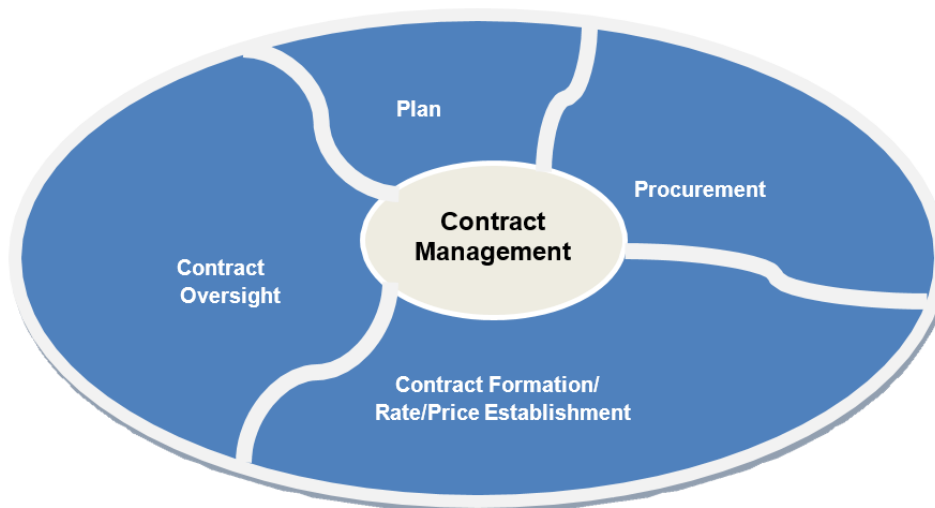 Plan
Procurement
Contract
Management
Contract
Oversight
Contract Formation/
Rate/Price Establishment